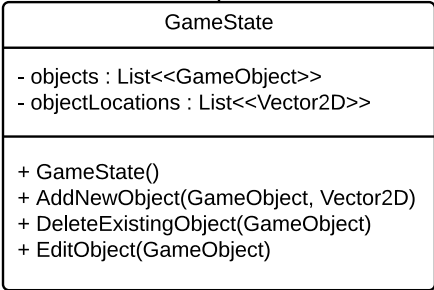 GameState
- objects : List<<GameObject>>
- objectLocations : List<<Vector2D>>
+ GameState()
+ AddNewObject(GameObject, Vector2D)
+ DeleteExistingObject(GameObject)
+ EditObject(GameObject)